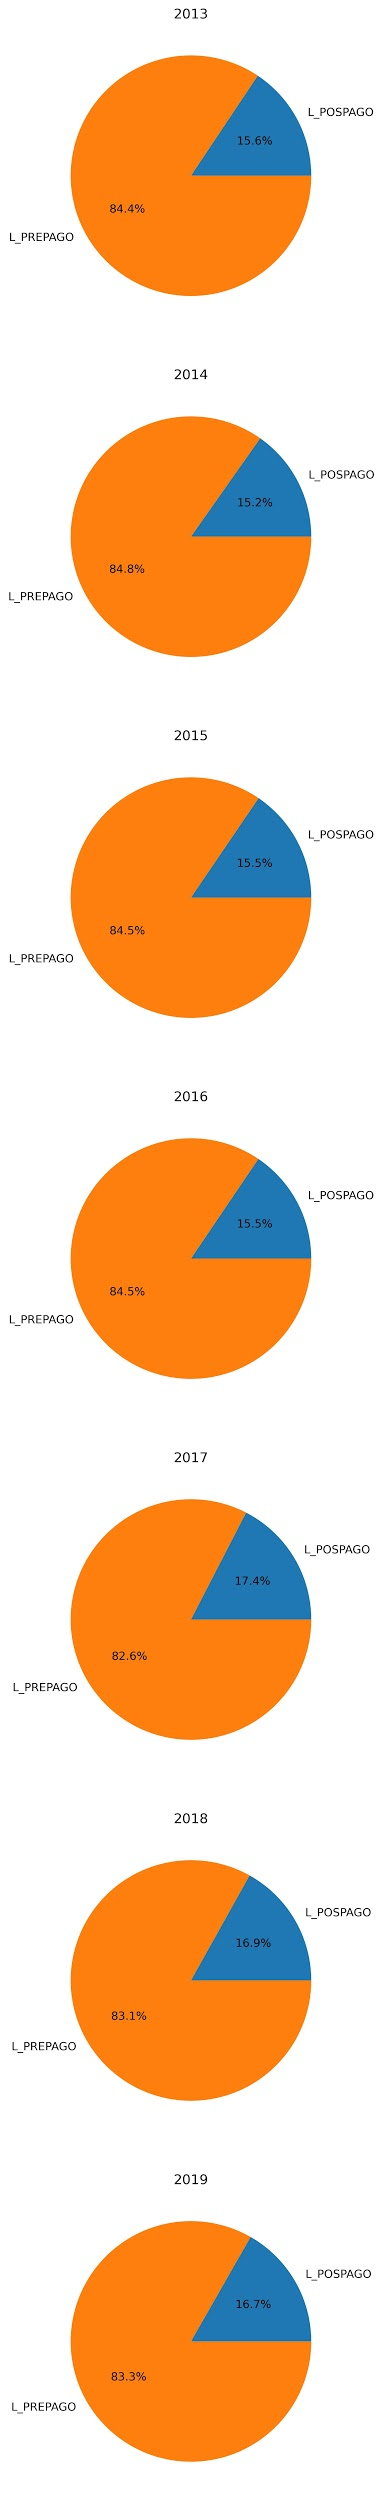 2013
L_POSPAGO
15.6%
84.4%
L_PREPAGO
2014
L_POSPAGO
15.2%
84.8%
L_PREPAGO
2015
L_POSPAGO
15.5%
84.5%
L_PREPAGO
2016
L_POSPAGO
15.5%
84.5%
L_PREPAGO
2017
L_POSPAGO
17.4%
82.6%
L_PREPAGO
2018
L_POSPAGO
16.9%
83.1%
L_PREPAGO
2019
L_POSPAGO
16.7%
83.3%
L_PREPAGO